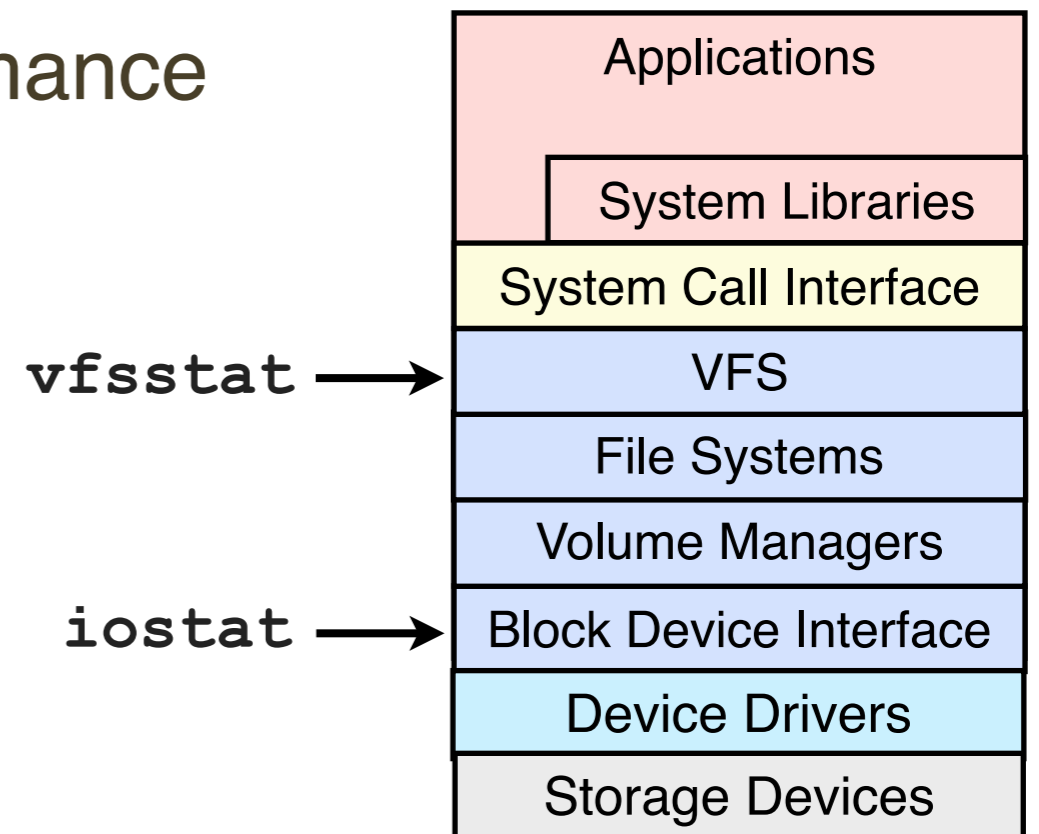 mance
Applications
System Libraries
System Call Interface
vfsstat
VFS
File Systems
Volume Managers
iostat
Block Device Interface
Device Drivers
Storage Devices